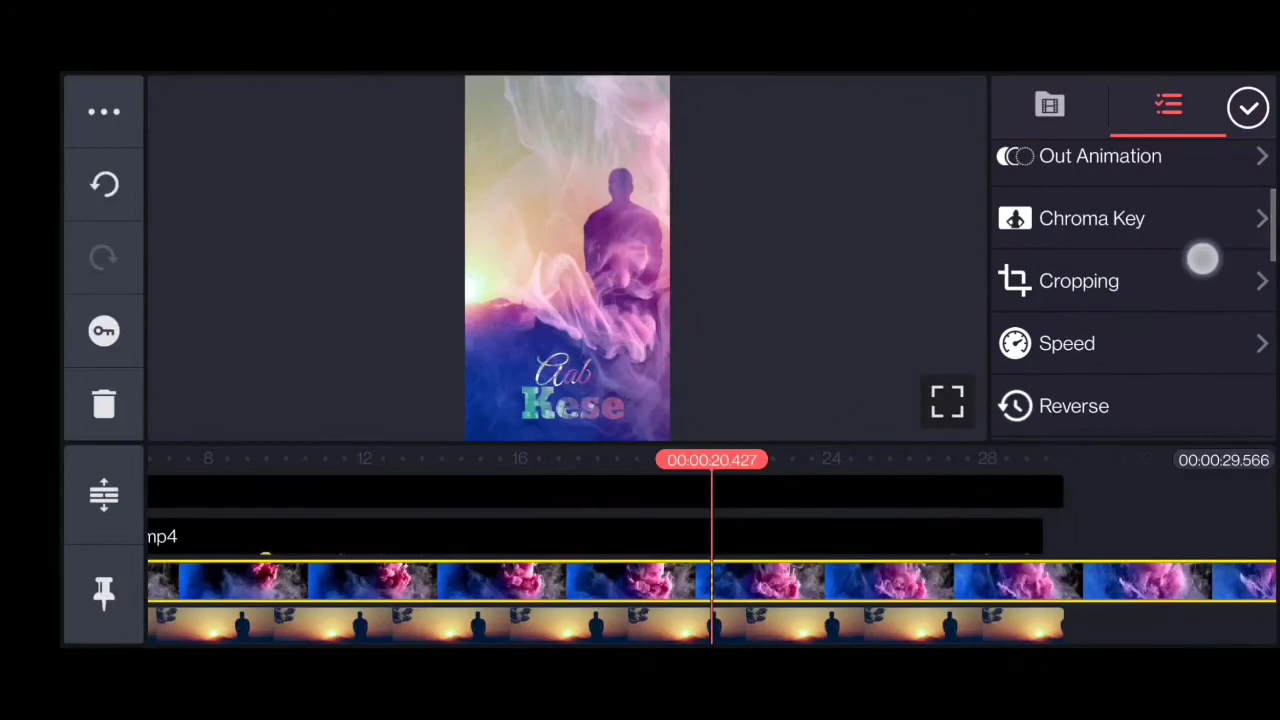 Out Animation
Chroma Key
Cropping
Speed
Reverse
Aab
Kese
8 12 16 00:00:20.427 24 28 00:00:29.566
mp4